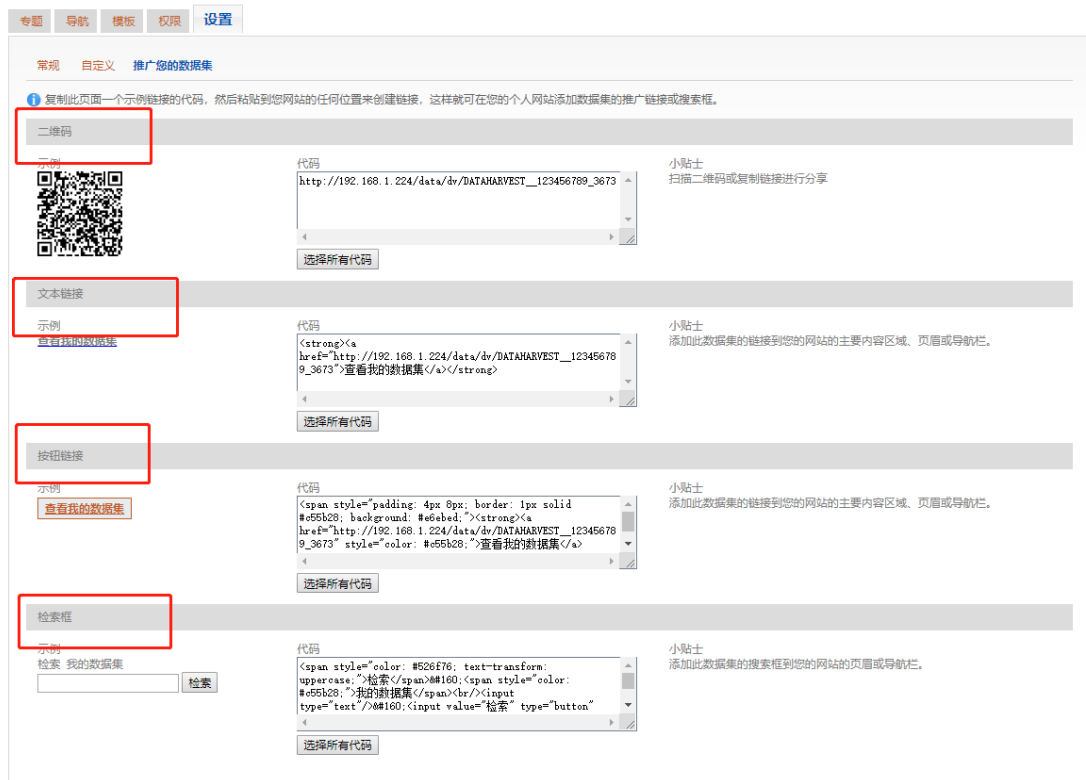 专题 导航 模板 权限 设置
常规 自定义 推广您的数据集
复制此页面一个示例链接的代码，然后粘贴到您网站的任何位置来创建链接，这样就可在您的个人网站添加数据集的推广链接或搜索框。
二维码
示例 代码 小贴士
http://192.168.1.224/data/dv/DATAHARVEST__123456789_3673 扫描二维码或复制链接进行分享
选择所有代码
文本链接
示例 代码 小贴士
查看我的数据集 <strong><a 添加此数据集的链接到您的网站的主要内容区域、页眉或导航栏。
href="http://192.168.1.224/data/dv/DATAHARVEST__12345678
9_3673">查看我的数据集</a></strong>
选择所有代码
按钮链接
示例 代码 小贴士
查看我的数据集 <span style="padding: 4px 8px; border: 1px solid 添加此数据集的链接到您的网站的主要内容区域、页眉或导航栏。
#c55b28; background: #e6ebed;"><strong><a
href="http://192.168.1.224/data/dv/DATAHARVEST__12345678
9_3673" style="color: #c55b28;">查看我的数据集</a>
选择所有代码
检索框
示例 代码 小贴士
检索 我的数据集 <span style="color: #526f76; text-transform: 添加此数据集的搜索框到您的网站的页眉或导航栏。
uppercase;">检索</span>&#160;<span style="color:
检索 #c55b28;">我的数据集</span><br/><input
type="text"/>&#160;<input value="检索" type="button"
选择所有代码